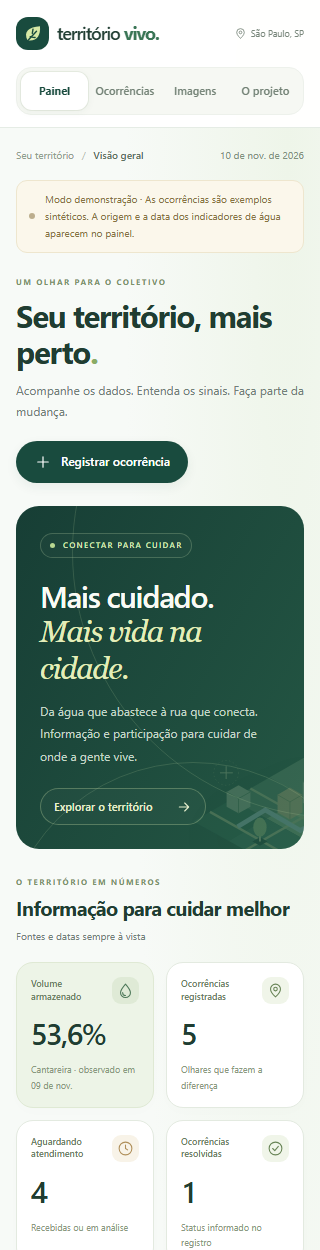 território vivo.
São Paulo, SP
Painel
Ocorrências
Imagens
O projeto
Seu território / Visão geral
10 de nov. de 2026
Modo demonstração · As ocorrências são exemplos
sintéticos. A origem e a data dos indicadores de água
aparecem no painel.
UM OLHAR PARA O COLETIVO
Seu território, mais
perto.
Acompanhe os dados. Entenda os sinais. Faça parte da
mudança.
Registrar ocorrência
CONECTAR PARA CUIDAR
Mais cuidado.
Mais vida na
cidade.
Da água que abastece à rua que conecta.
Informação e participação para cuidar de
onde a gente vive.
Explorar o território
O TERRITÓRIO EM NÚMEROS
Informação para cuidar melhor
Fontes e datas sempre à vista
Volume
armazenado
53,6%
Cantareira · observado em
09 de nov.
Ocorrências
registradas
5
Olhares que fazem a
diferença
Aguardando
atendimento
4
Recebidas ou em análise
Ocorrências
resolvidas
1
Status informado no
registro